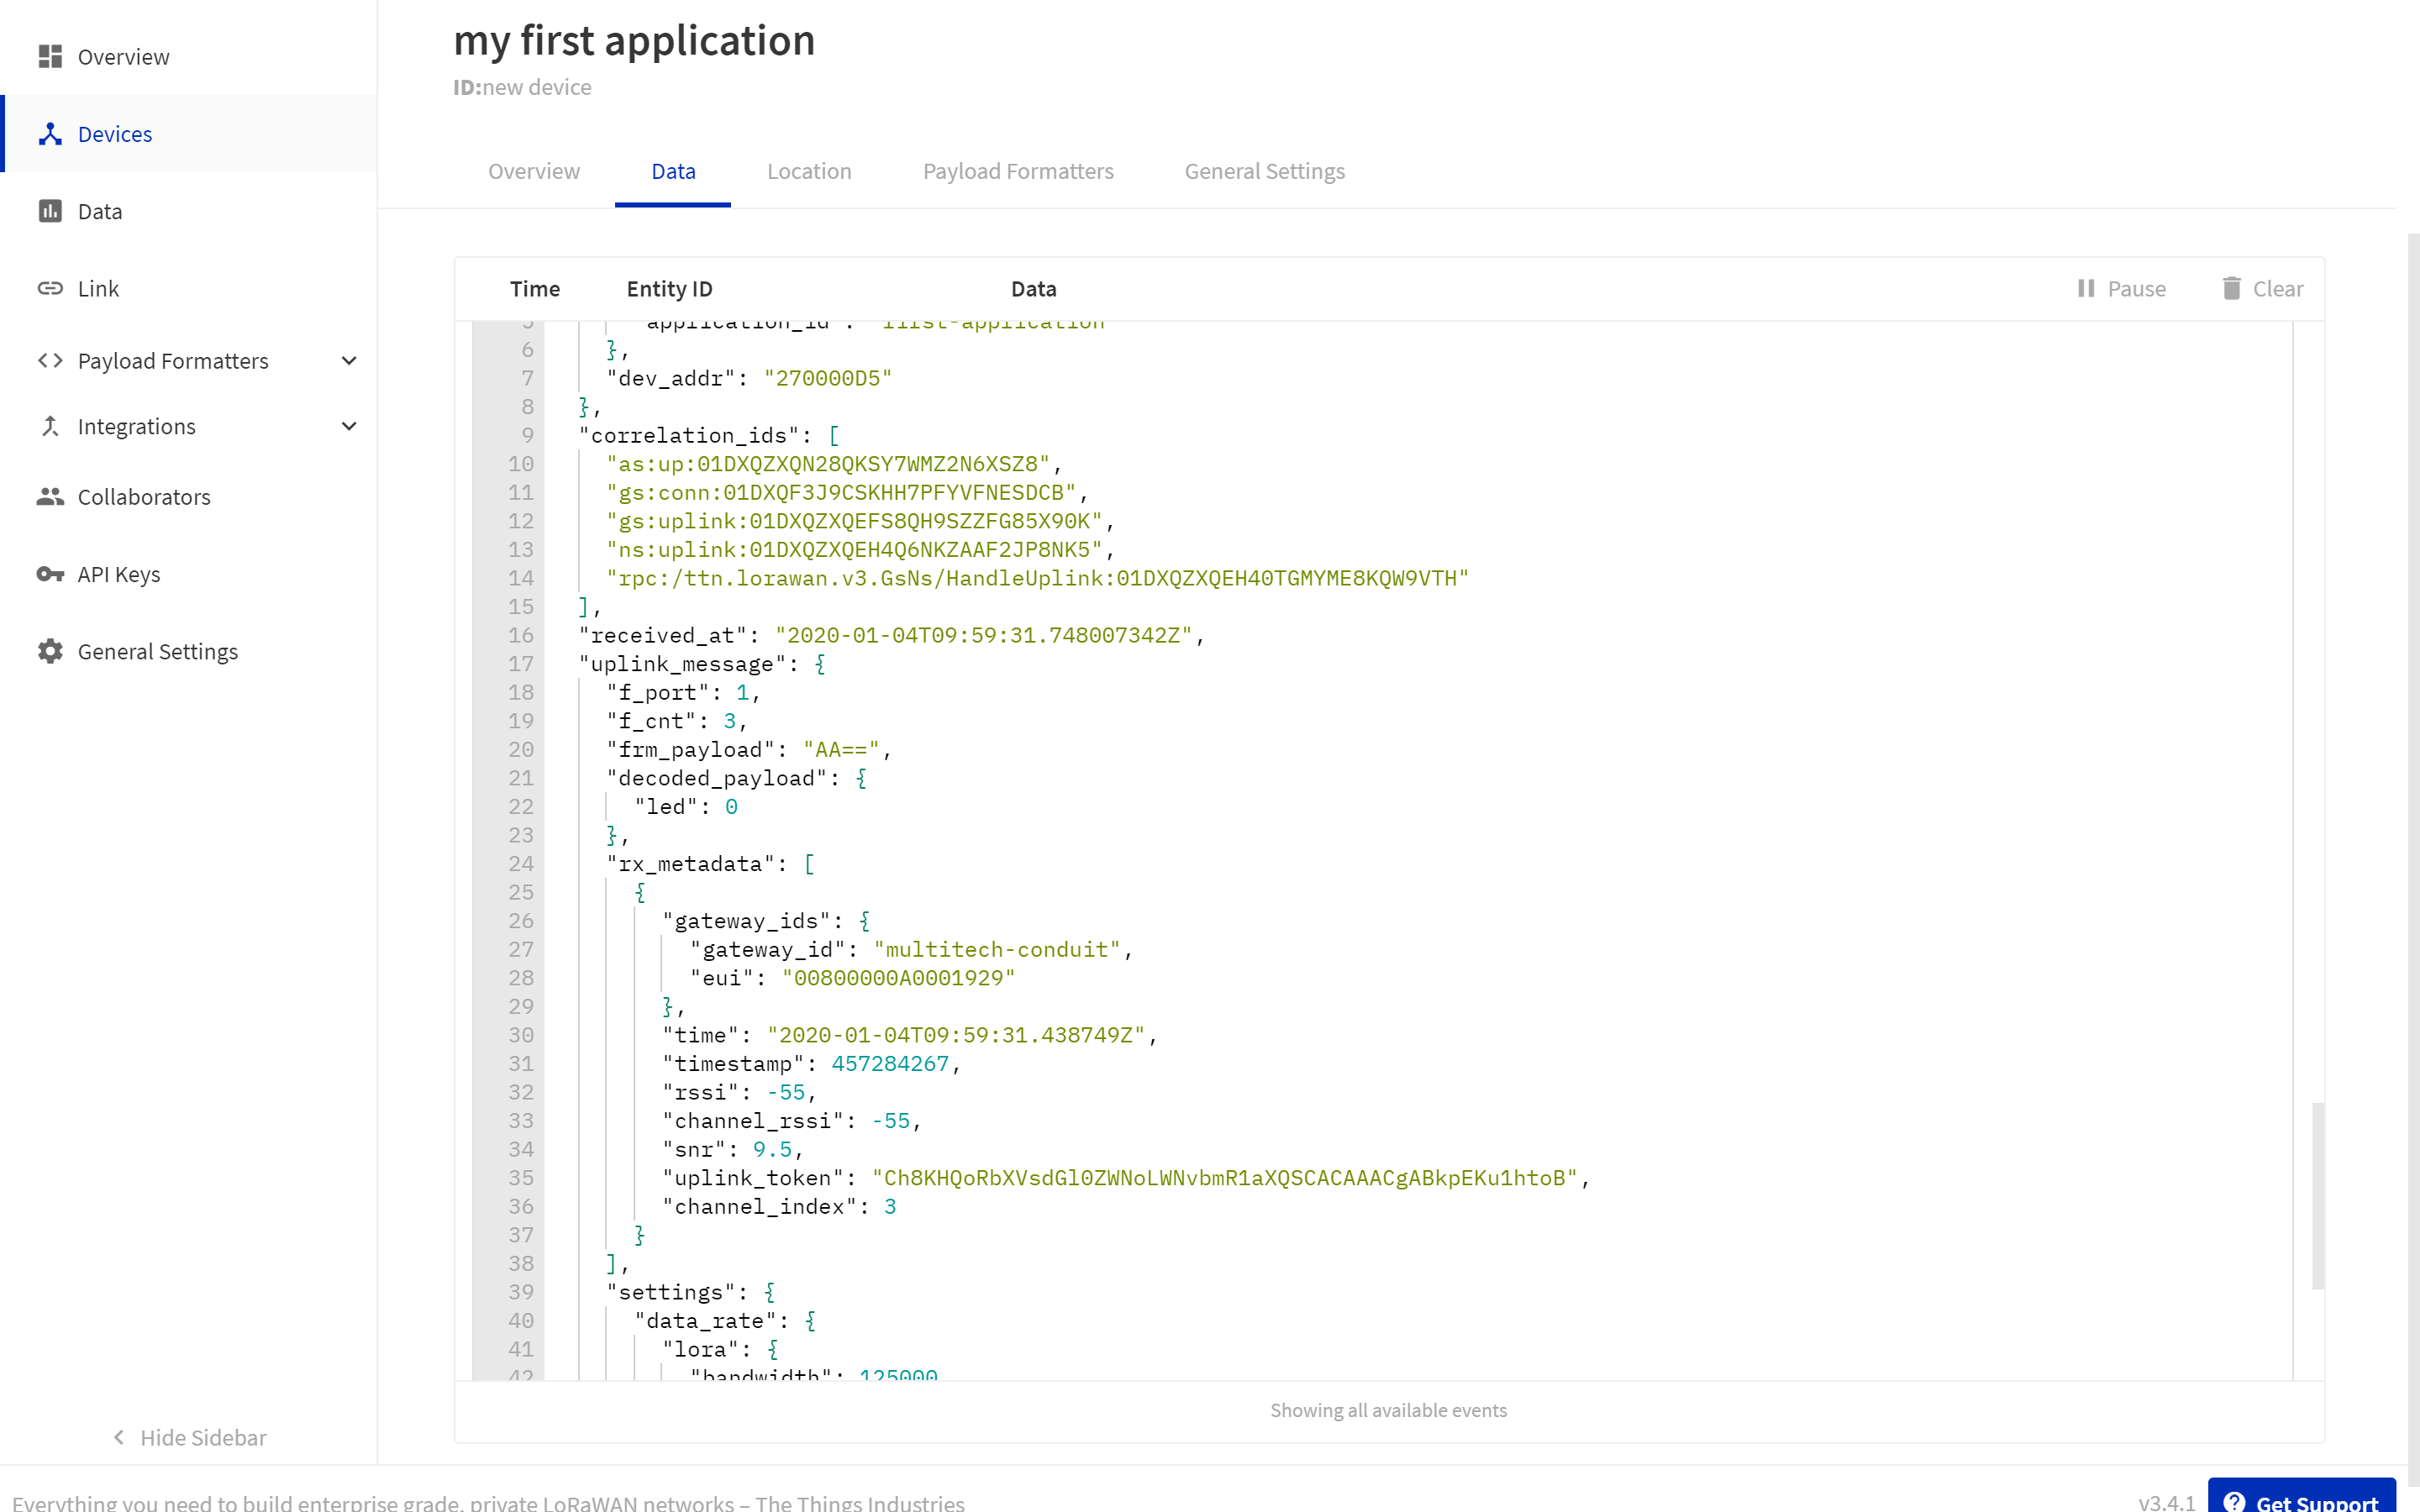 Overview
Devices
Data
Link
Payload Formatters
Integrations
Collaborators
API Keys
General Settings
Hide Sidebar
my first application
ID:new device
Overview Data Location Payload Formatters General Settings
Time Entity ID Data Pause Clear
6 },
7 "dev_addr": "270000D5"
8 },
9 "correlation_ids": [
10 "as:up:01DXQZXQN28QKSY7WMZ2N6XSZ8",
11 "gs:conn:01DXQF3J9CSKHH7PFYVFNESDCB",
12 "gs:uplink:01DXQZXQEFS8QH9SZZFG85X90K",
13 "ns:uplink:01DXQZXQEH4Q6NKZAAF2JP8NK5",
14 "rpc:/ttn.lorawan.v3.GsNs/HandleUplink:01DXQZXQEH40TGMYME8KQW9VTH"
15 ],
16 "received_at": "2020-01-04T09:59:31.748007342Z",
17 "uplink_message": {
18 "f_port": 1,
19 "f_cnt": 3,
20 "frm_payload": "AA==",
21 "decoded_payload": {
22 "led": 0
23 },
24 "rx_metadata": [
25 {
26 "gateway_ids": {
27 "gateway_id": "multitech-conduit",
28 "eui": "00800000A0001929"
29 },
30 "time": "2020-01-04T09:59:31.438749Z",
31 "timestamp": 457284267,
32 "rssi": -55,
33 "channel_rssi": -55,
34 "snr": 9.5,
35 "uplink_token": "Ch8KHQoRbXVsdGl0ZWNoLWNvbmR1aXQSCACAAACgABkpEKu1htoB",
36 "channel_index": 3
37 }
38 ],
39 "settings": {
40 "data_rate": {
41 "lora": {
42 "bandwidth": 125000
Showing all available events
Everything you need to build enterprise grade, private LoRaWAN networks – The Things Industries
v3.4.1 Get Support